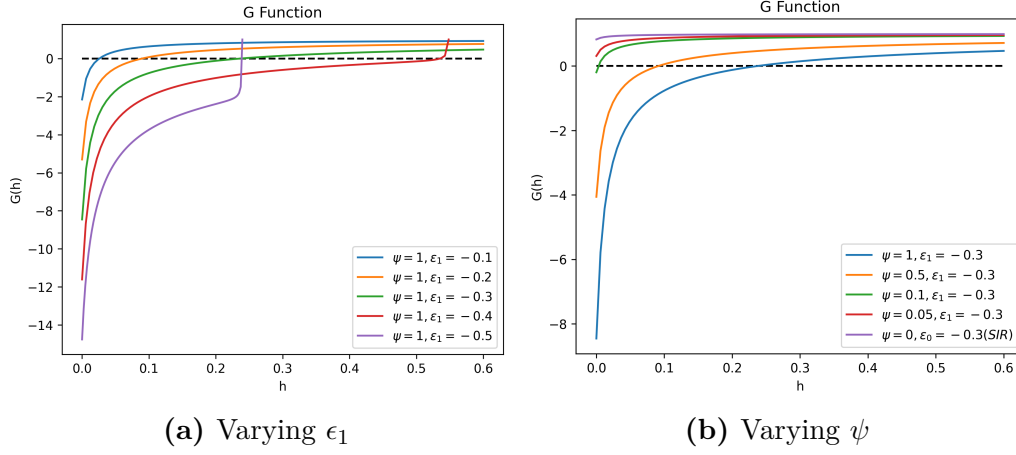 G Function
G(h)
0
−2
−4
−6
−8
−10
−12
−14
ψ = 1, ε₁ = −0.1
ψ = 1, ε₁ = −0.2
ψ = 1, ε₁ = −0.3
ψ = 1, ε₁ = −0.4
ψ = 1, ε₁ = −0.5
0.0 0.1 0.2 0.3 0.4 0.5 0.6
h
(a) Varying ϵ₁
G Function
G(h)
0
−2
−4
−6
−8
ψ = 1, ε₁ = −0.3
ψ = 0.5, ε₁ = −0.3
ψ = 0.1, ε₁ = −0.3
ψ = 0.05, ε₁ = −0.3
ψ = 0, ε₀ = −0.3(SIR)
0.0 0.1 0.2 0.3 0.4 0.5 0.6
h
(b) Varying ψ